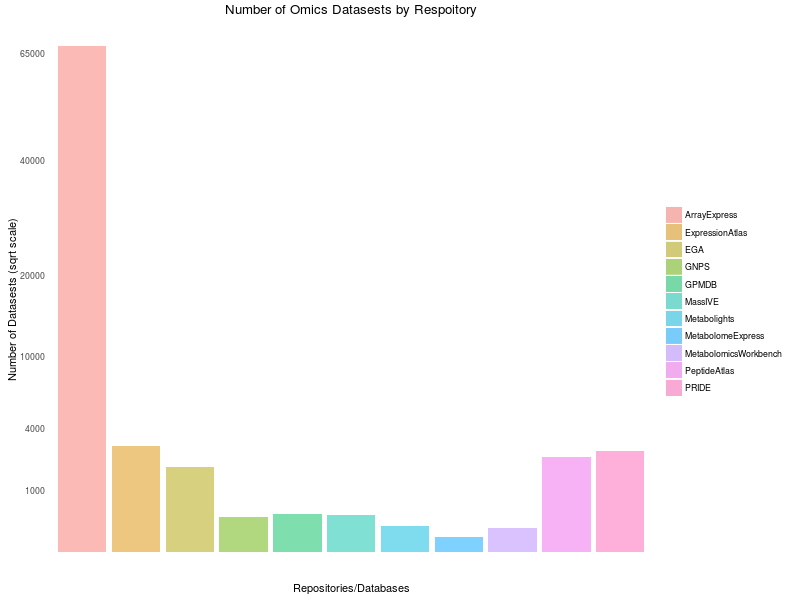 Number of Omics Datasests by Respoitory
Number of Datasests (sqrt scale)
65000
40000
20000
10000
4000
1000
Repositories/Databases
ArrayExpress
ExpressionAtlas
EGA
GNPS
GPMDB
MassIVE
Metabolights
MetabolomeExpress
MetabolomicsWorkbench
PeptideAtlas
PRIDE